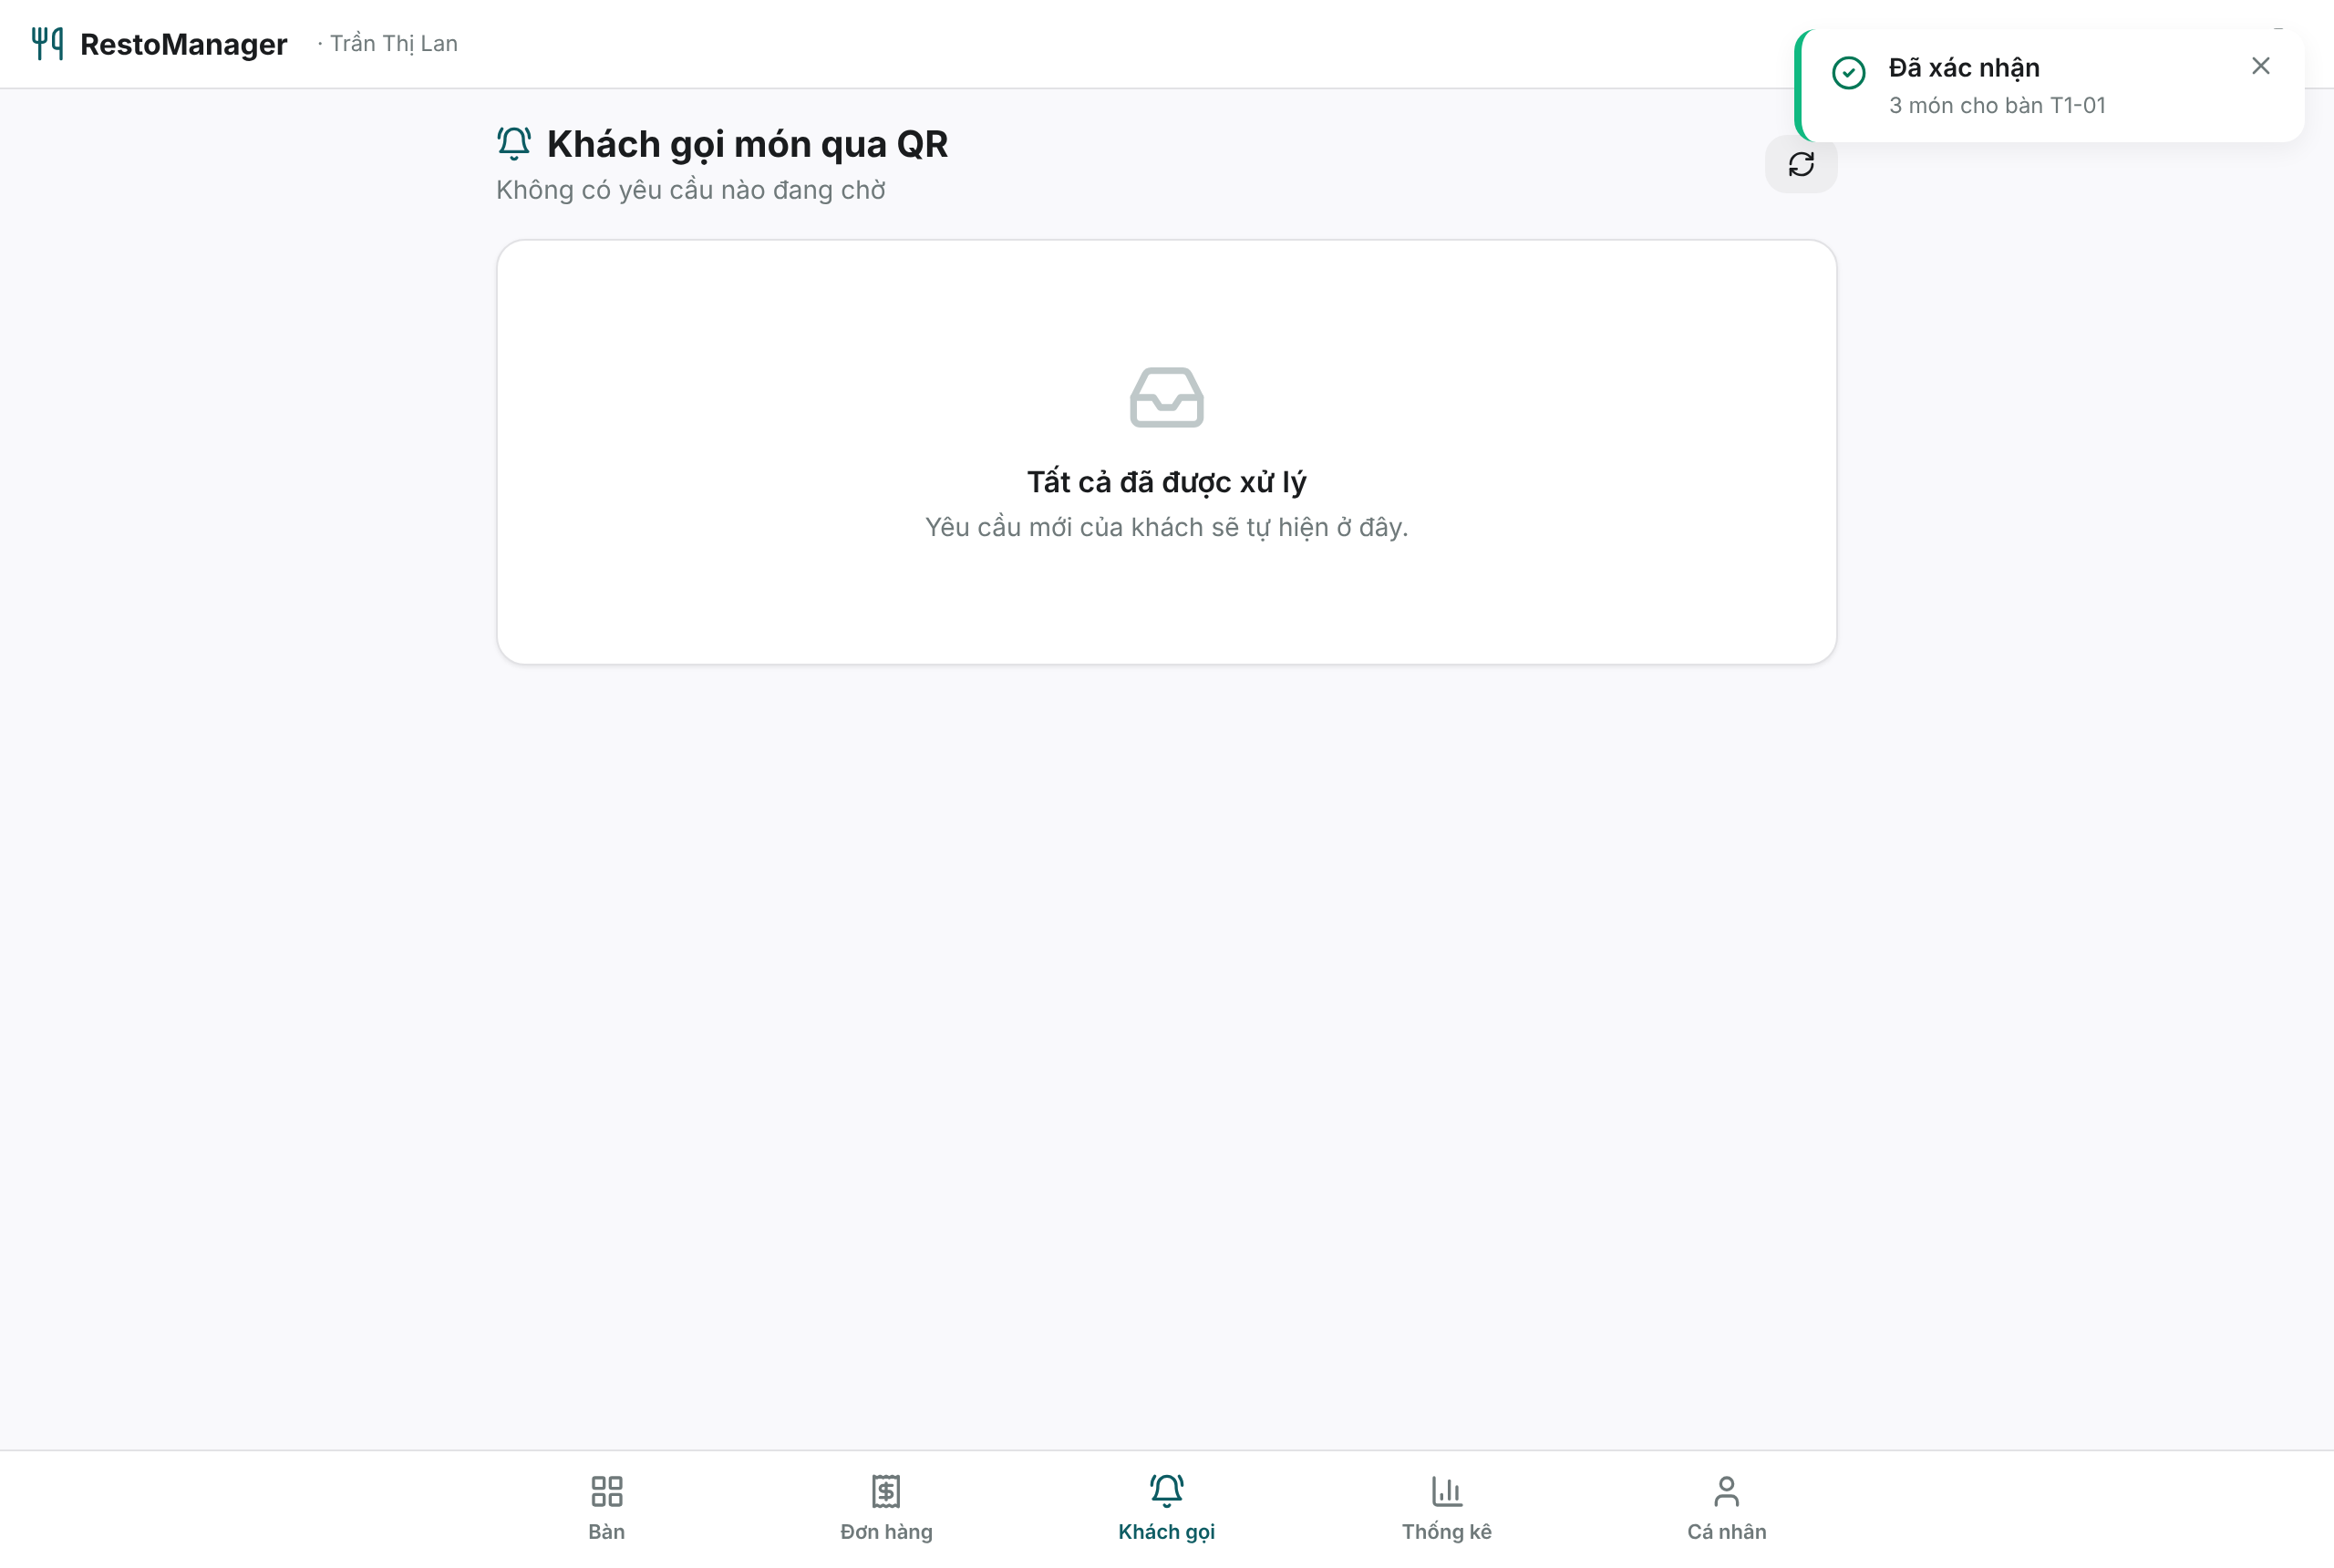 RestoManager · Trần Thị Lan
Đã xác nhận
3 món cho bàn T1-01
Khách gọi món qua QR
Không có yêu cầu nào đang chờ
Tất cả đã được xử lý
Yêu cầu mới của khách sẽ tự hiện ở đây.
Bàn
Đơn hàng
Khách gọi
Thống kê
Cá nhân